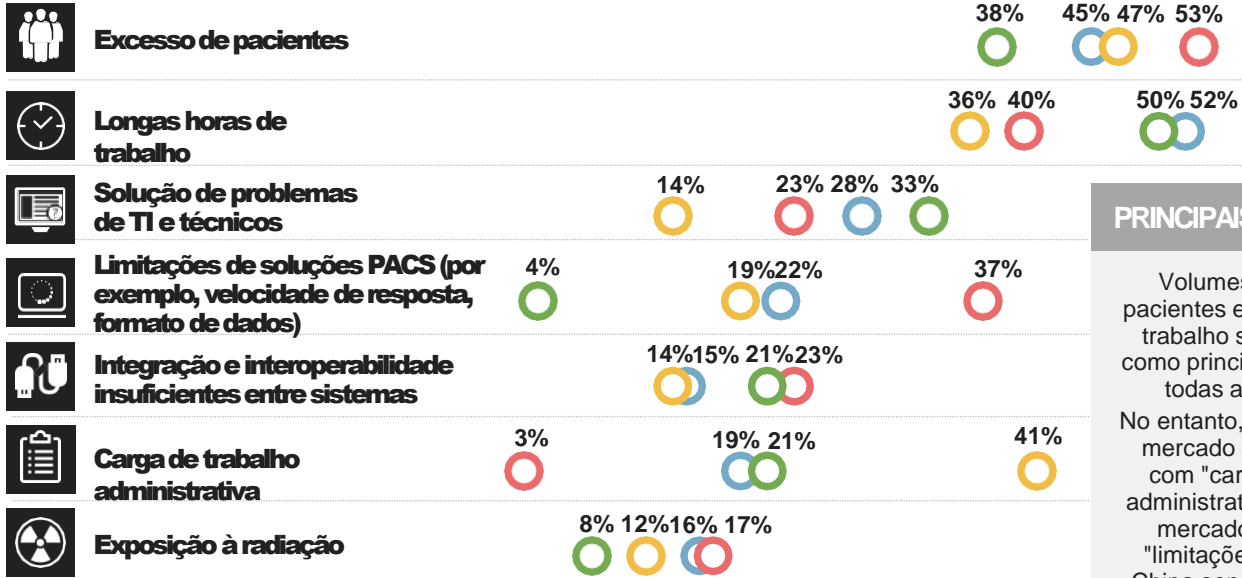 38% 45% 47% 53%
Excesso de pacientes
36% 40% 50% 52%
Longas horas de
trabalho
14% 23% 28% 33%
Solução de problemas
de TI e técnicos
4% 19% 22% 37%
Limitações de soluções PACS (por
exemplo, velocidade de resposta,
formato de dados)
14% 15% 21% 23%
Integração e interoperabilidade
insuficientes entre sistemas
3% 19% 21% 41%
Carga de trabalho
administrativa
8% 12% 16% 17%
Exposição à radiação
PRINCIPAIS
Volumes
pacientes e
trabalho s
como princi
todas a
No entanto,
mercado
com "car
administrat
mercado
"limitaçõe